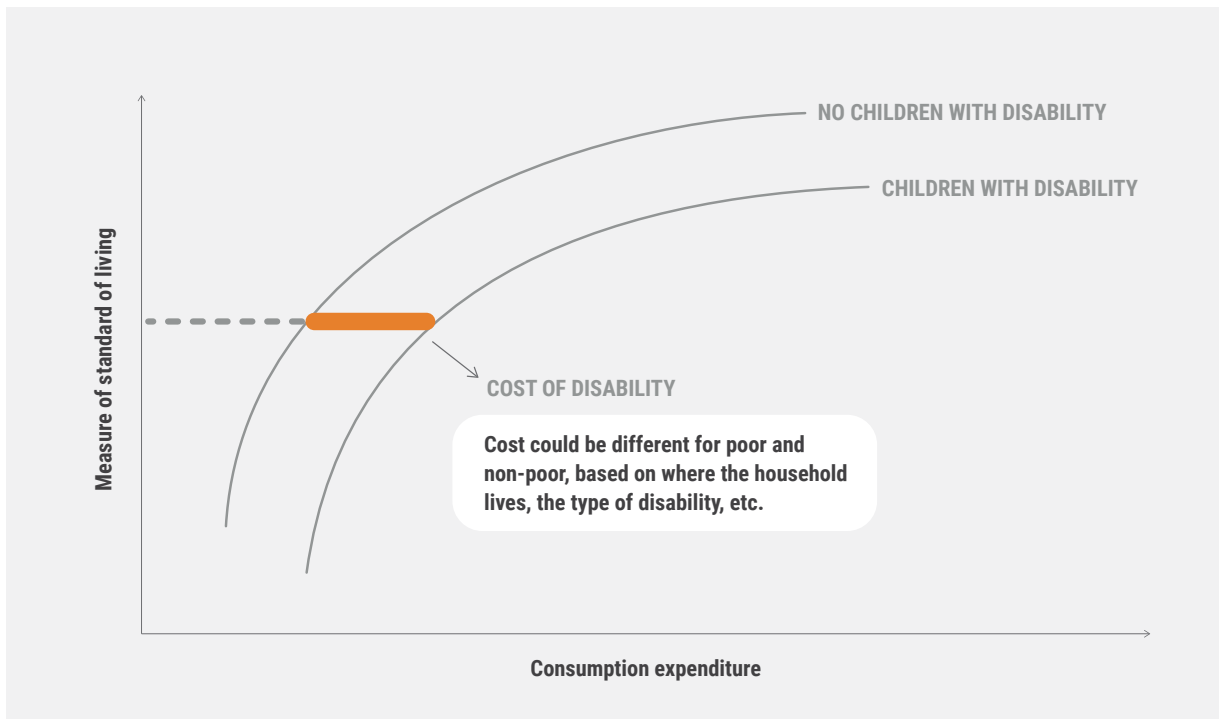 NO CHILDREN WITH DISABILITY
CHILDREN WITH DISABILITY
Measure of standard of living
COST OF DISABILITY
Cost could be different for poor and
non-poor, based on where the household
lives, the type of disability, etc.
Consumption expenditure